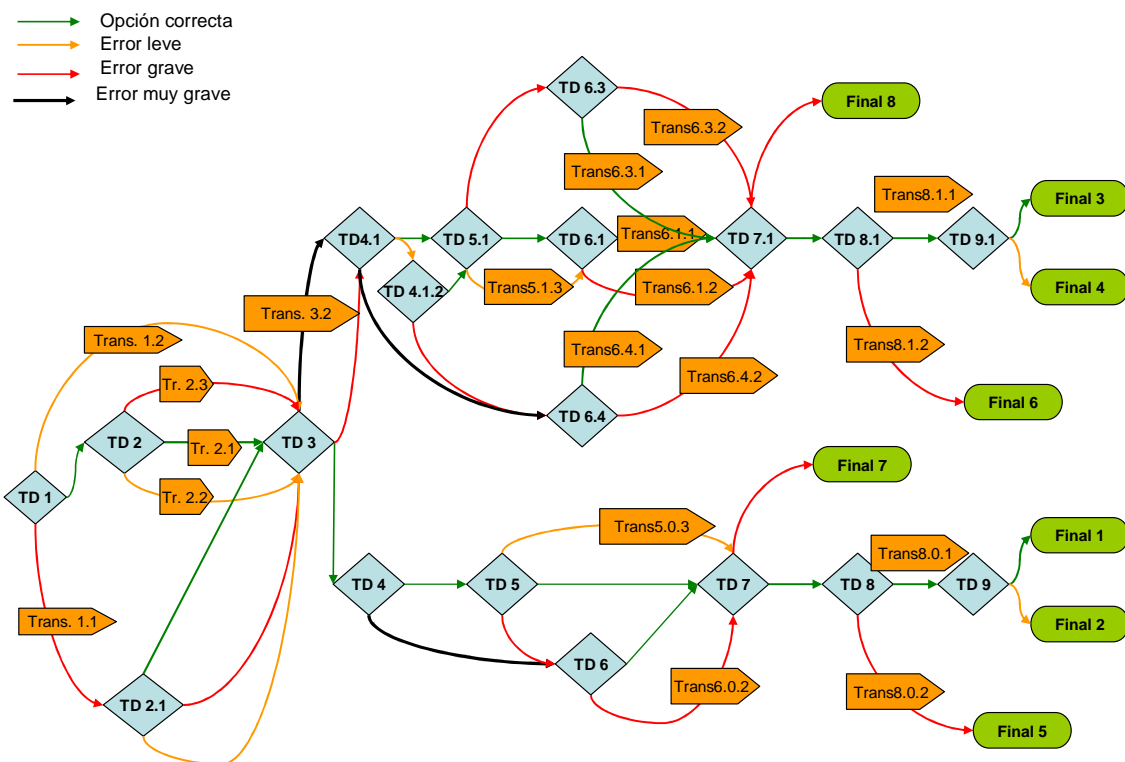 Opción correcta
Error leve
Error grave
Error muy grave
TD 6.3
Final 8
Trans6.3.2
Trans6.3.1
Trans8.1.1
Final 3
TD4.1
TD 5.1
TD 6.1
Trans6.1.1
TD 7.1
TD 8.1
TD 9.1
TD 4.1.2
Trans5.1.3
Trans6.1.2
Final 4
Trans. 3.2
Trans. 1.2
Trans6.4.1
Trans8.1.2
Trans6.4.2
Tr. 2.3
Final 6
TD 6.4
TD 2
Tr. 2.1
TD 3
Final 7
TD 1
Tr. 2.2
Trans5.0.3
Final 1
Trans8.0.1
TD 4
TD 5
TD 7
TD 8
TD 9
Trans. 1.1
Final 2
TD 6
Trans6.0.2
Trans8.0.2
TD 2.1
Final 5